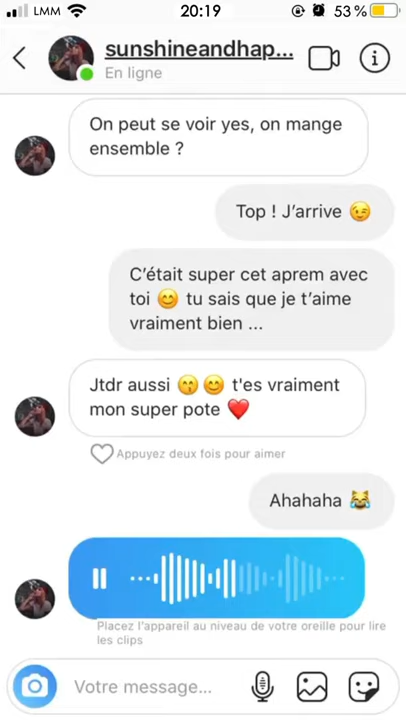 LMM 20:19 53 %
sunshineandhap...
En ligne
On peut se voir yes, on mange
ensemble ?
Top ! J’arrive 😉
C’était super cet aprem avec
toi 😊 tu sais que je t’aime
vraiment bien ...
Jtdr aussi 😙😊 t'es vraiment
mon super pote ❤️
Appuyez deux fois pour aimer
Ahahaha 😹
Placez l'appareil au niveau de votre oreille pour lire
les clips
Votre message...